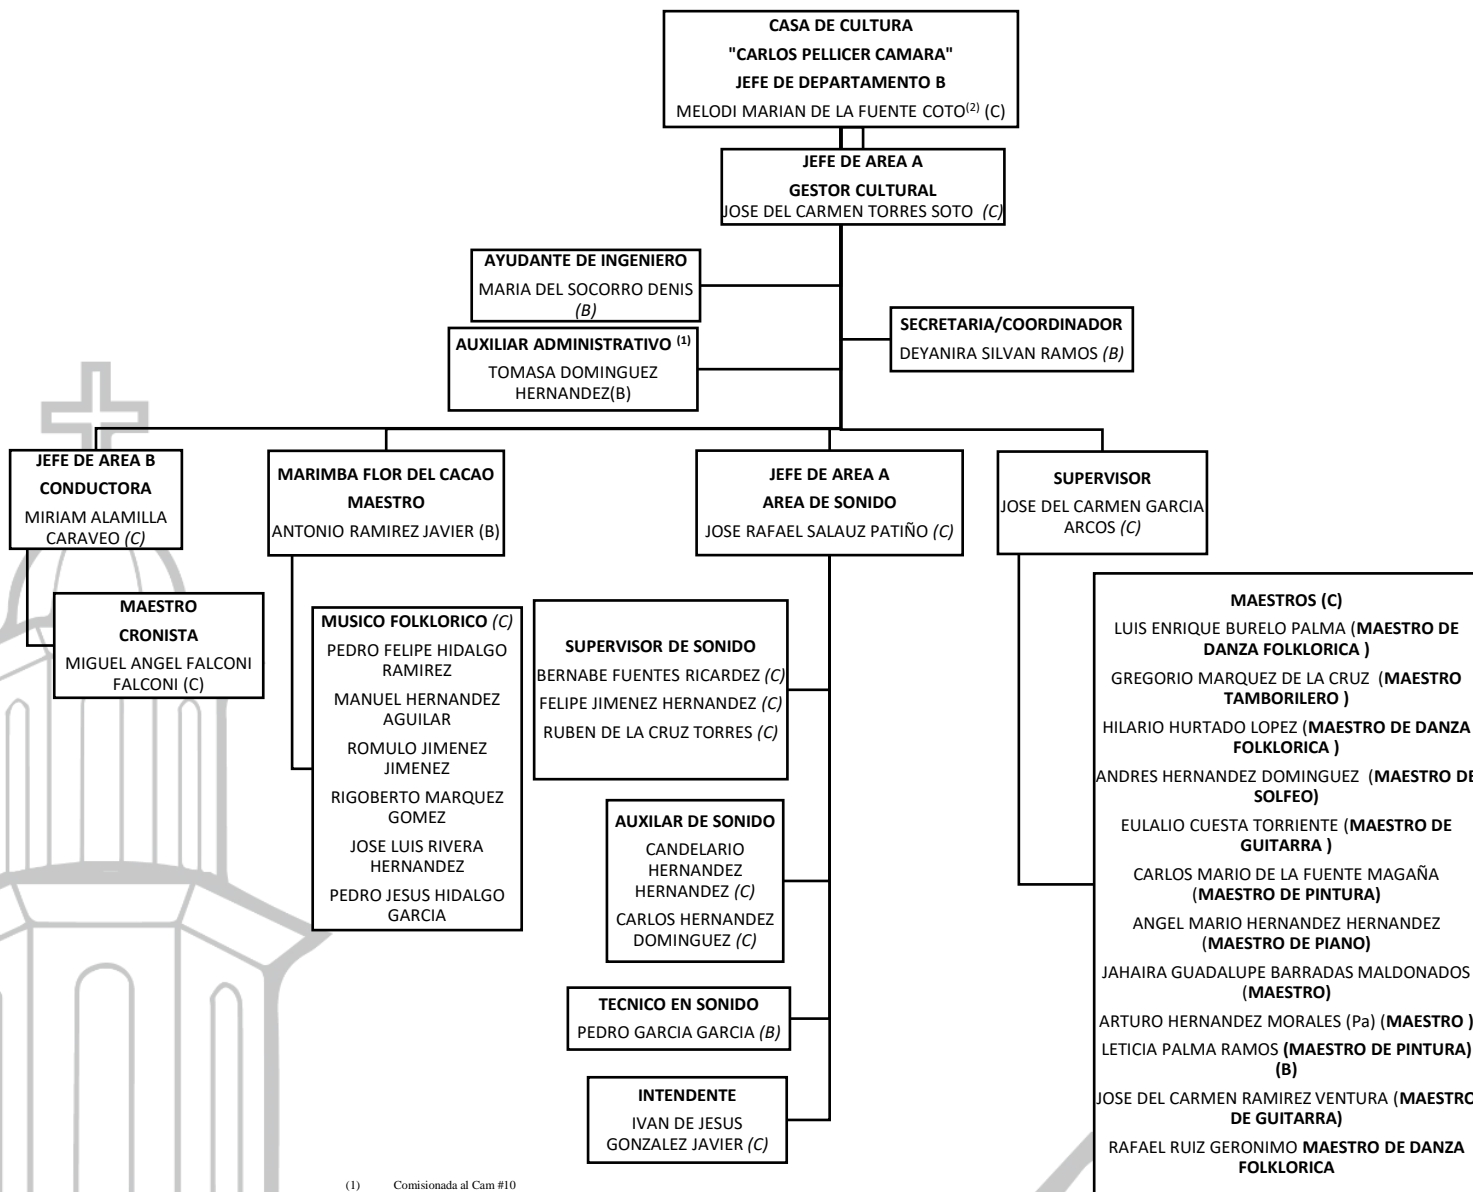 CASA DE CULTURA
"CARLOS PELLICER CAMARA"
JEFE DE DEPARTAMENTO B
MELODI MARIAN DE LA FUENTE COTO(2) (C)
JEFE DE AREA A
GESTOR CULTURAL
JOSE DEL CARMEN TORRES SOTO (C)
AYUDANTE DE INGENIERO
MARIA DEL SOCORRO DENIS
(B)
SECRETARIA/COORDINADOR
DEYANIRA SILVAN RAMOS (B)
AUXILIAR ADMINISTRATIVO (1)
TOMASA DOMINGUEZ
HERNANDEZ(B)
JEFE DE AREA B
CONDUCTORA
MIRIAM ALAMILLA
CARAVEO (C)
MAESTRO
CRONISTA
MIGUEL ANGEL FALCONI
FALCONI (C)
MARIMBA FLOR DEL CACAO
MAESTRO
ANTONIO RAMIREZ JAVIER (B)
MUSICO FOLKLORICO (C)
PEDRO FELIPE HIDALGO
RAMIREZ
MANUEL HERNANDEZ
AGUILAR
ROMULO JIMENEZ
JIMENEZ
RIGOBERTO MARQUEZ
GOMEZ
JOSE LUIS RIVERA
HERNANDEZ
PEDRO JESUS HIDALGO
GARCIA
JEFE DE AREA A
AREA DE SONIDO
JOSE RAFAEL SALAUZ PATIÑO (C)
SUPERVISOR DE SONIDO
BERNABE FUENTES RICARDEZ (C)
FELIPE JIMENEZ HERNANDEZ (C)
RUBEN DE LA CRUZ TORRES (C)
AUXILAR DE SONIDO
CANDELARIO
HERNANDEZ
HERNANDEZ (C)
CARLOS HERNANDEZ
DOMINGUEZ (C)
TECNICO EN SONIDO
PEDRO GARCIA GARCIA (B)
INTENDENTE
IVAN DE JESUS
GONZALEZ JAVIER (C)
SUPERVISOR
JOSE DEL CARMEN GARCIA
ARCOS (C)
MAESTROS (C)
LUIS ENRIQUE BURELO PALMA (MAESTRO DE
DANZA FOLKLORICA )
GREGORIO MARQUEZ DE LA CRUZ (MAESTRO
TAMBORILERO )
HILARIO HURTADO LOPEZ (MAESTRO DE DANZA
FOLKLORICA )
ANDRES HERNANDEZ DOMINGUEZ (MAESTRO DE
SOLFEO)
EULALIO CUESTA TORRIENTE (MAESTRO DE
GUITARRA )
CARLOS MARIO DE LA FUENTE MAGAÑA
(MAESTRO DE PINTURA)
ANGEL MARIO HERNANDEZ HERNANDEZ
(MAESTRO DE PIANO)
JAHAIRA GUADALUPE BARRADAS MALDONADOS
(MAESTRO)
ARTURO HERNANDEZ MORALES (Pa) (MAESTRO )
LETICIA PALMA RAMOS (MAESTRO DE PINTURA)
(B)
JOSE DEL CARMEN RAMIREZ VENTURA (MAESTRO
DE GUITARRA)
RAFAEL RUIZ GERONIMO MAESTRO DE DANZA
FOLKLORICA
(1) Comisionada al Cam #10